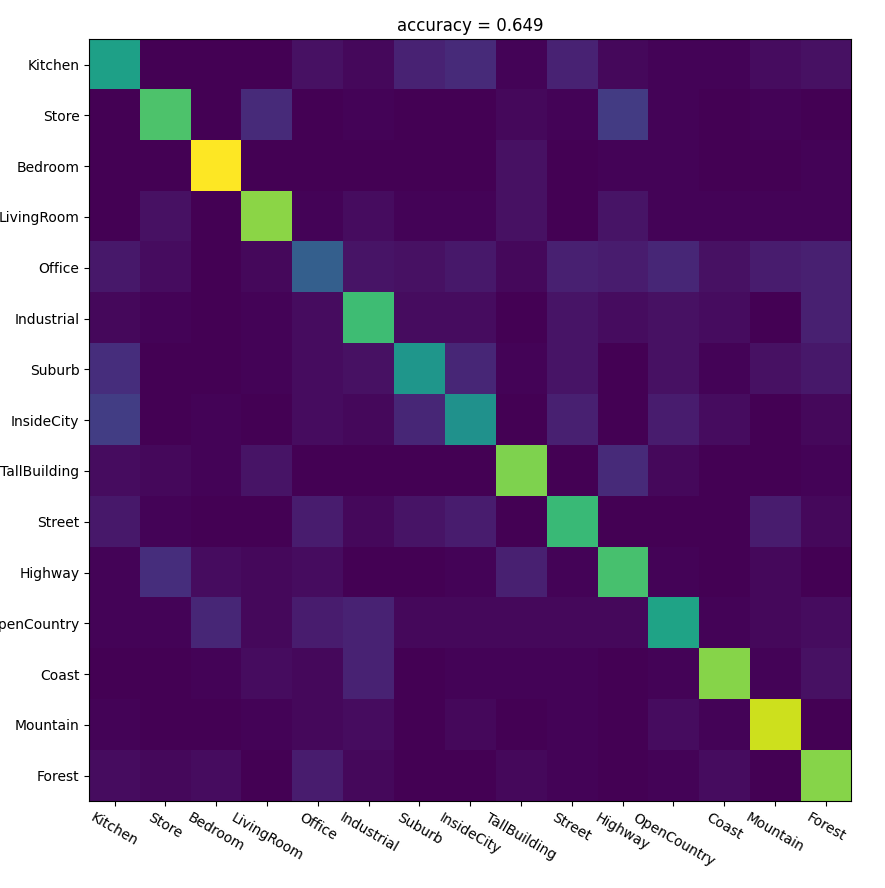 accuracy = 0.649
Kitchen
Store
Bedroom
LivingRoom
Office
Industrial
Suburb
InsideCity
TallBuilding
Street
Highway
penCountry
Coast
Mountain
Forest
Kitchen Store Bedroom LivingRoom Office Industrial Suburb InsideCity TallBuilding Street Highway OpenCountry Coast Mountain Forest